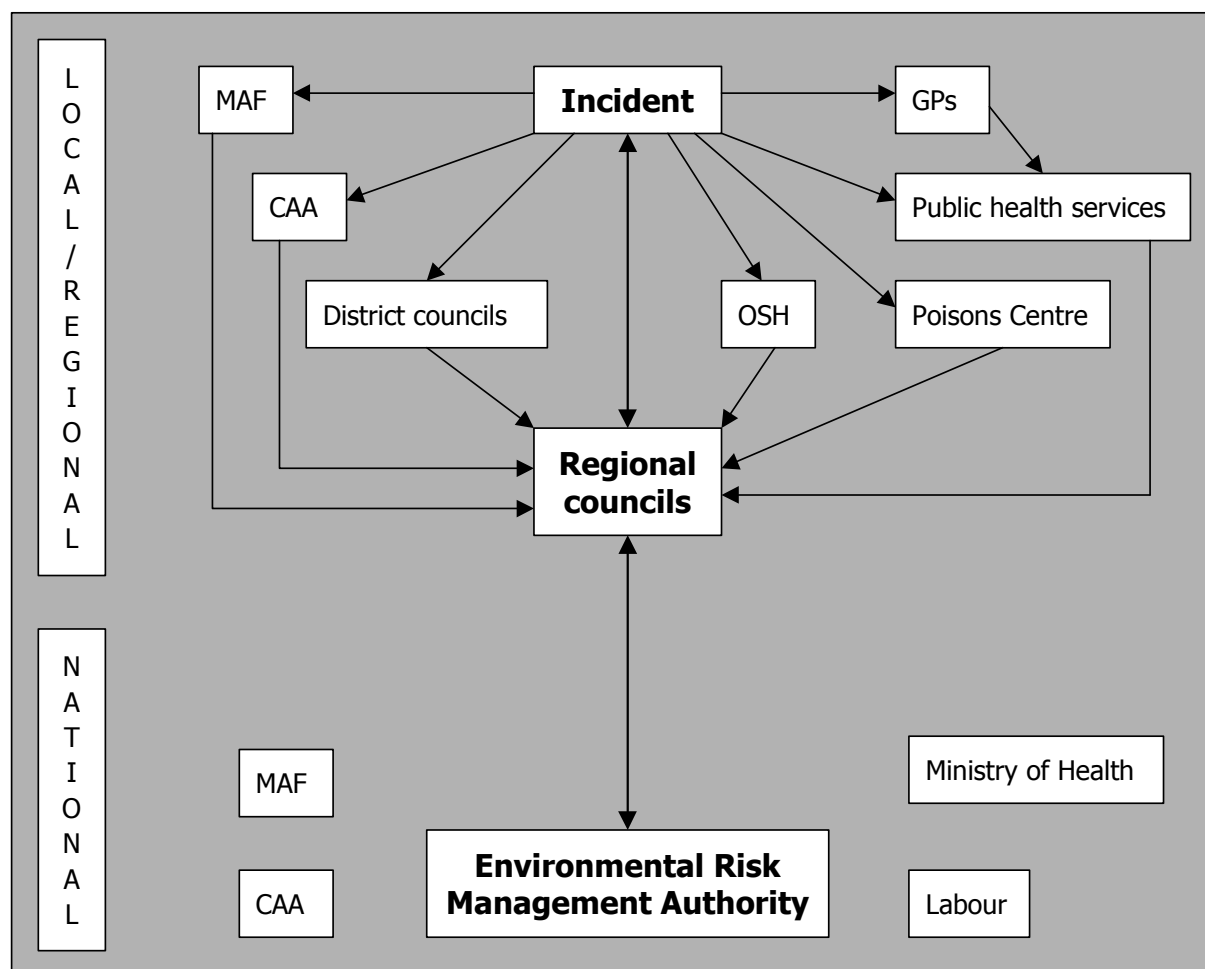 LOCAL/REGIONAL
MAF
Incident
GPs
CAA
Public health services
District councils
OSH
Poisons Centre
Regional
councils
NATIONAL
MAF
Ministry of Health
Environmental Risk
Management Authority
CAA
Labour